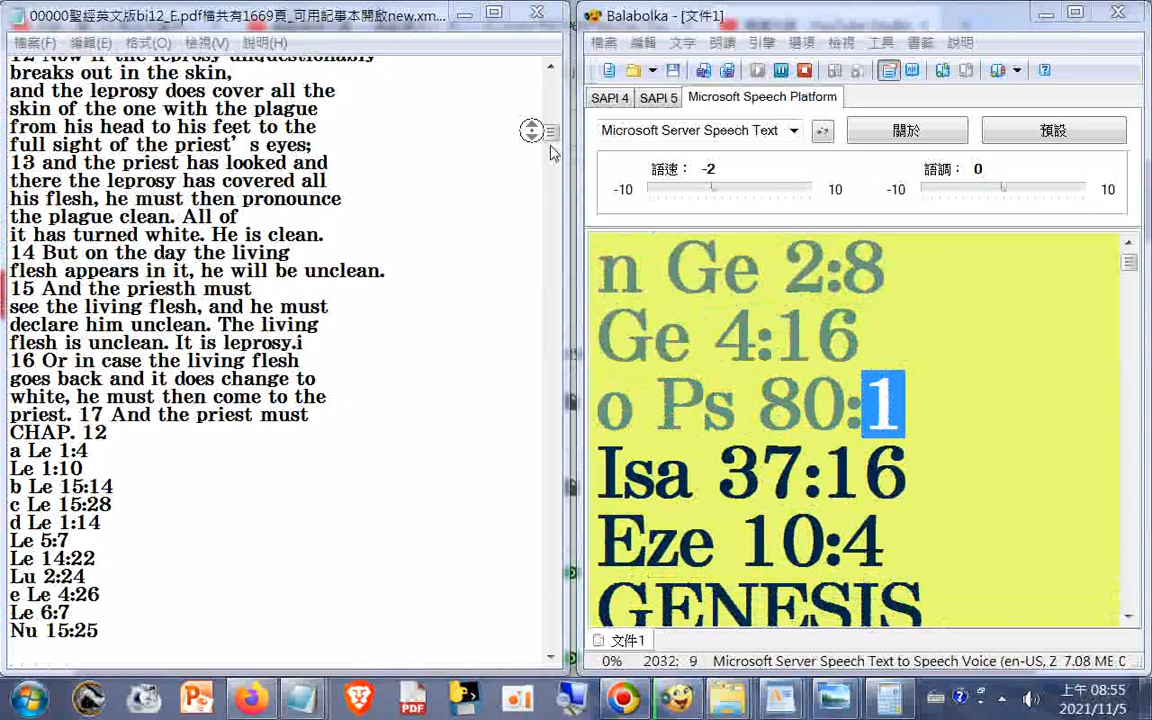 00000聖經英文版bi12_E.pdf檔共有1669頁_可用記事本開啟new.xm...
檔案(F) 編輯(E) 格式(O) 檢視(V) 說明(H)
12 Now if the leprosy unquestionably
breaks out in the skin,
and the leprosy does cover all the
skin of the one with the plague
from his head to his feet to the
full sight of the priest’s eyes;
13 and the priest has looked and
there the leprosy has covered all
his flesh, he must then pronounce
the plague clean. All of
it has turned white. He is clean.
14 But on the day the living
flesh appears in it, he will be unclean.
15 And the priesth must
see the living flesh, and he must
declare him unclean. The living
flesh is unclean. It is leprosy.i
16 Or in case the living flesh
goes back and it does change to
white, he must then come to the
priest. 17 And the priest must
CHAP. 12
a Le 1:4
Le 1:10
b Le 15:14
c Le 15:28
d Le 1:14
Le 5:7
Le 14:22
Lu 2:24
e Le 4:26
Le 6:7
Nu 15:25
Balabolka - [文件1]
檔案 編輯 文字 朗讀 引擎 選項 檢視 工具 書籤 說明
SAPI 4 SAPI 5 Microsoft Speech Platform
Microsoft Server Speech Text 關於 預設
語速： -2 語調： 0
-10 10 -10 10
n Ge 2:8
Ge 4:16
o Ps 80:1
Isa 37:16
Eze 10:4
GENESIS
文件1
0% 2032: 9 Microsoft Server Speech Text to Speech Voice (en-US, Z 7.08 ME
PDF
上午 08:55
2021/11/5